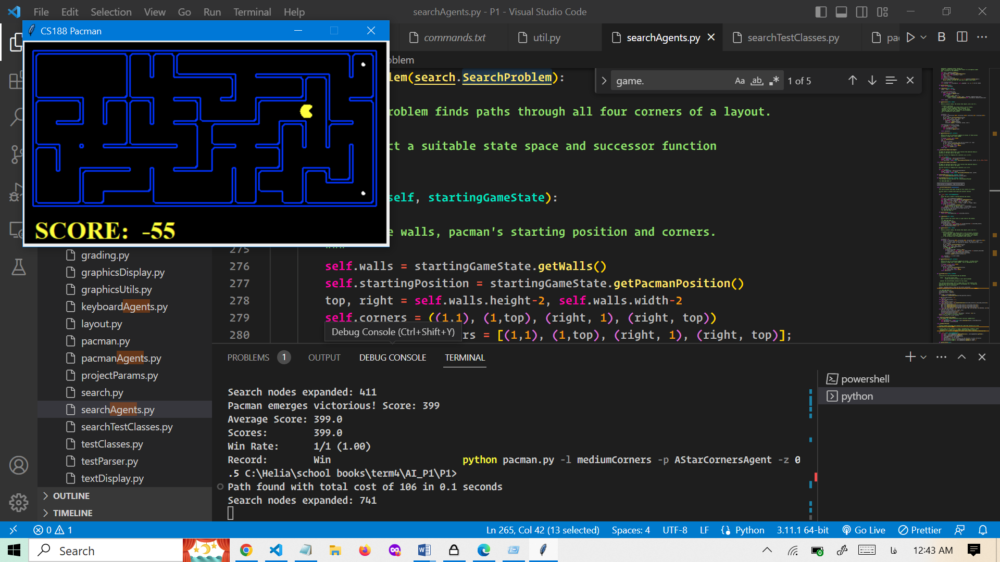 File Edit Selection View Go Run Terminal Help
searchAgents.py - P1 - Visual Studio Code
CS188 Pacman
SCORE: -55
commands.txt
util.py
searchAgents.py
searchTestClasses.py
oblem
lem(search.SearchProblem):
game.
Aa ab 1 of 5
roblem finds paths through all four corners of a layout.
ct a suitable state space and successor function
self, startingGameState):
e walls, pacman's starting position and corners.
275 """
276 self.walls = startingGameState.getWalls()
277 self.startingPosition = startingGameState.getPacmanPosition()
278 top, right = self.walls.height-2, self.walls.width-2
279 self.corners = ((1,1), (1,top), (right, 1), (right, top))
280 rs = [(1,1), (1,top), (right, 1), (right, top)];
Debug Console (Ctrl+Shift+Y)
grading.py
graphicsDisplay.py
graphicsUtils.py
keyboardAgents.py
layout.py
pacman.py
pacmanAgents.py
projectParams.py
search.py
searchAgents.py
searchTestClasses.py
testClasses.py
testParser.py
textDisplay.py
OUTLINE
TIMELINE
PROBLEMS 1 OUTPUT DEBUG CONSOLE TERMINAL
Search nodes expanded: 411
Pacman emerges victorious! Score: 399
Average Score: 399.0
Scores: 399.0
Win Rate: 1/1 (1.00)
Record: Win python pacman.py -l mediumCorners -p AStarCornersAgent -z 0
.5 C:\Helia\school books\term4\AI_P1\P1>
Path found with total cost of 106 in 0.1 seconds
Search nodes expanded: 741
powershell
python
0 1
Ln 265, Col 42 (13 selected) Spaces: 4 UTF-8 LF Python 3.11.1 64-bit Go Live Prettier
Search
فا
12:43 AM